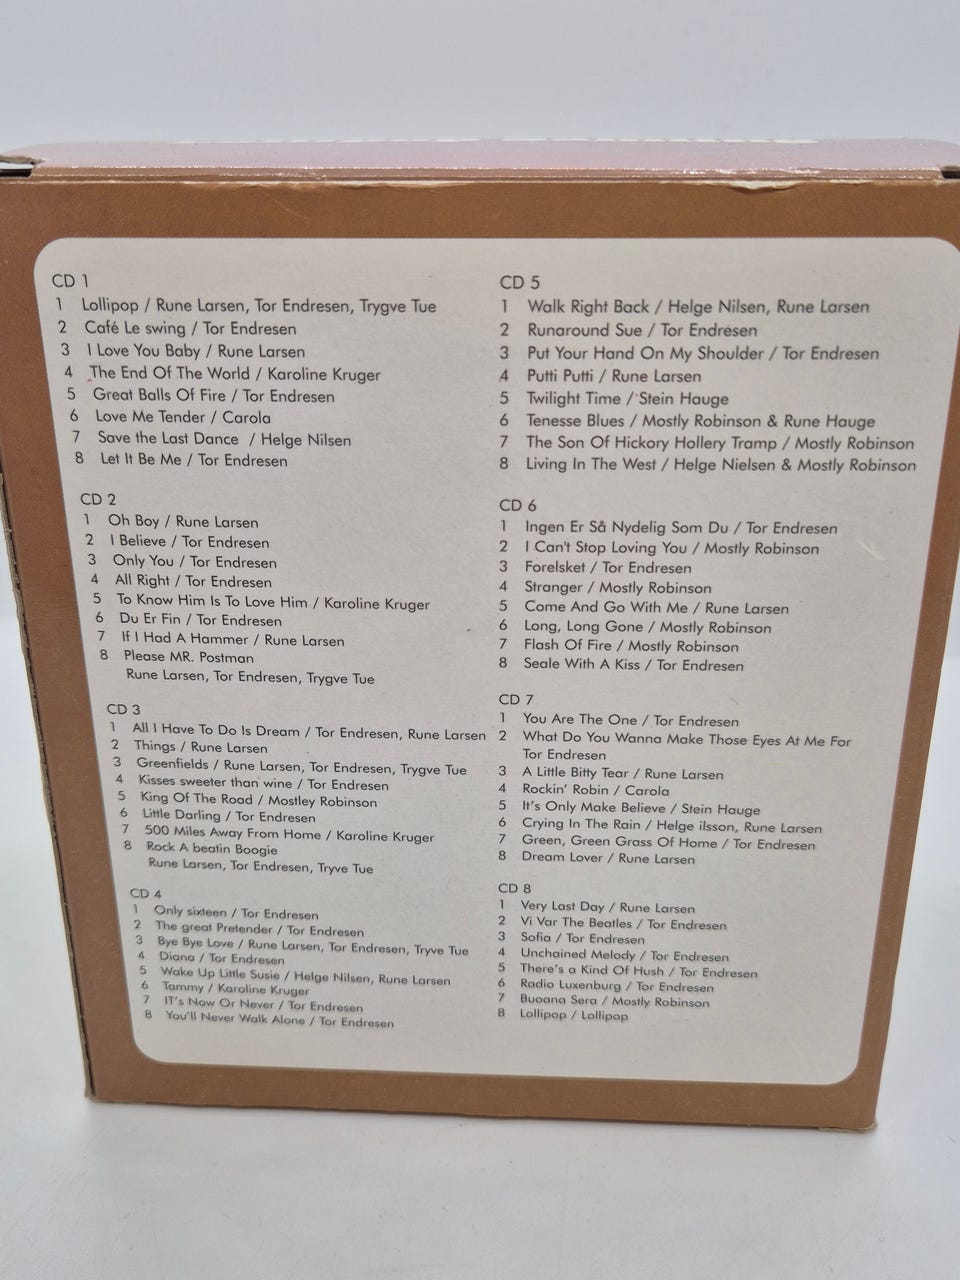 CD 1
1 Lollipop / Rune Larsen, Tor Endresen, Trygve Tue
2 Café Le swing / Tor Endresen
3 I Love You Baby / Rune Larsen
4 The End Of The World / Karoline Kruger
5 Great Balls Of Fire / Tor Endresen
6 Love Me Tender / Carola
7 Save the Last Dance / Helge Nilsen
8 Let It Be Me / Tor Endresen
CD 2
1 Oh Boy / Rune Larsen
2 I Believe / Tor Endresen
3 Only You / Tor Endresen
4 All Right / Tor Endresen
5 To Know Him Is To Love Him / Karoline Kruger
6 Du Er Fin / Tor Endresen
7 If I Had A Hammer / Rune Larsen
8 Please MR. Postman
Rune Larsen, Tor Endresen, Trygve Tue
CD 3
1 All I Have To Do Is Dream / Tor Endresen, Rune Larsen
2 Things / Rune Larsen
3 Greenfields / Rune Larsen, Tor Endresen, Trygve Tue
4 Kisses sweeter than wine / Tor Endresen
5 King Of The Road / Mostley Robinson
6 Little Darling / Tor Endresen
7 500 Miles Away From Home / Karoline Kruger
8 Rock A beatin Boogie
Rune Larsen, Tor Endresen, Tryve Tue
CD 4
1 Only sixteen / Tor Endresen
2 The great Pretender / Tor Endresen
3 Bye Bye Love / Rune Larsen, Tor Endresen, Tryve Tue
4 Diana / Tor Endresen
5 Wake Up Little Susie / Helge Nilsen, Rune Larsen
6 Tammy / Karoline Kruger
7 IT's Now Or Never / Tor Endresen
8 You'll Never Walk Alone / Tor Endresen
CD 5
1 Walk Right Back / Helge Nilsen, Rune Larsen
2 Runaround Sue / Tor Endresen
3 Put Your Hand On My Shoulder / Tor Endresen
4 Putti Putti / Rune Larsen
5 Twilight Time / Stein Hauge
6 Tenesse Blues / Mostly Robinson & Rune Hauge
7 The Son Of Hickory Hollery Tramp / Mostly Robinson
8 Living In The West / Helge Nielsen & Mostly Robinson
CD 6
1 Ingen Er Så Nydelig Som Du / Tor Endresen
2 I Can't Stop Loving You / Mostly Robinson
3 Forelsket / Tor Endresen
4 Stranger / Mostly Robinson
5 Come And Go With Me / Rune Larsen
6 Long, Long Gone / Mostly Robinson
7 Flash Of Fire / Mostly Robinson
8 Seale With A Kiss / Tor Endresen
CD 7
1 You Are The One / Tor Endresen
2 What Do You Wanna Make Those Eyes At Me For
Tor Endresen
3 A Little Bitty Tear / Rune Larsen
4 Rockin' Robin / Carola
5 It's Only Make Believe / Stein Hauge
6 Crying In The Rain / Helge ilsson, Rune Larsen
7 Green, Green Grass Of Home / Tor Endresen
8 Dream Lover / Rune Larsen
CD 8
1 Very Last Day / Rune Larsen
2 Vi Var The Beatles / Tor Endresen
3 Sofia / Tor Endresen
4 Unchained Melody / Tor Endresen
5 There's a Kind Of Hush / Tor Endresen
6 Radio Luxenburg / Tor Endresen
7 Buoana Sera / Mostly Robinson
8 Lollipop / Lollipop